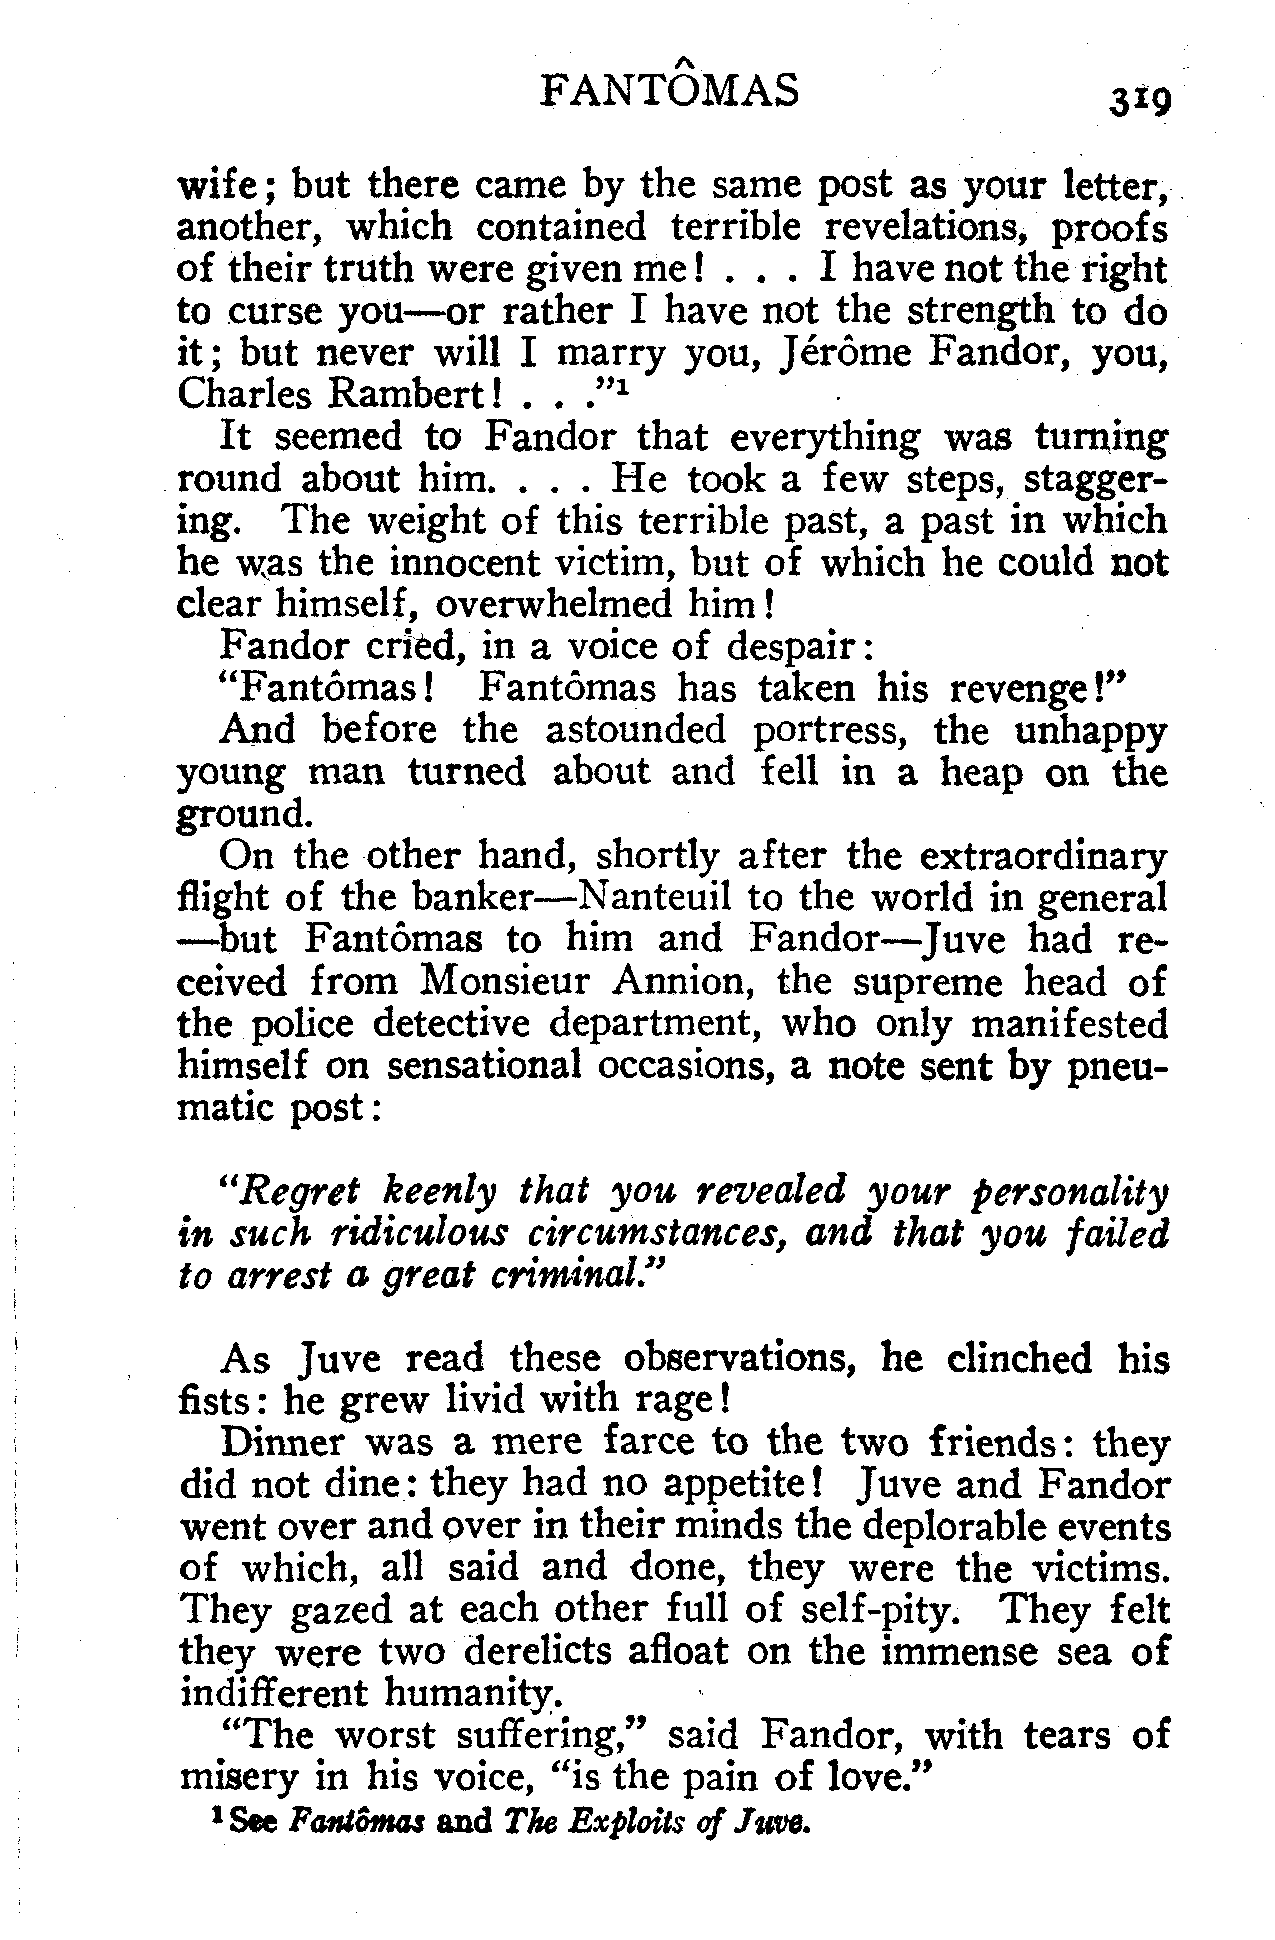 FANTÔMAS 319
wife; but there came by the same post as your letter,
another, which contained terrible revelations, proofs
of their truth were given me! . . . I have not the right
to curse you—or rather I have not the strength to do
it; but never will I marry you, Jérôme Fandor, you,
Charles Rambert! . . ."¹
It seemed to Fandor that everything was turning
round about him. . . . He took a few steps, stagger-
ing. The weight of this terrible past, a past in which
he was the innocent victim, but of which he could not
clear himself, overwhelmed him!
Fandor cried, in a voice of despair:
"Fantômas! Fantômas has taken his revenge!"
And before the astounded portress, the unhappy
young man turned about and fell in a heap on the
ground.
On the other hand, shortly after the extraordinary
flight of the banker—Nanteuil to the world in general
—but Fantômas to him and Fandor—Juve had re-
ceived from Monsieur Annion, the supreme head of
the police detective department, who only manifested
himself on sensational occasions, a note sent by pneu-
matic post:
"Regret keenly that you revealed your personality
in such ridiculous circumstances, and that you failed
to arrest a great criminal."
As Juve read these observations, he clinched his
fists: he grew livid with rage!
Dinner was a mere farce to the two friends: they
did not dine: they had no appetite! Juve and Fandor
went over and over in their minds the deplorable events
of which, all said and done, they were the victims.
They gazed at each other full of self-pity. They felt
they were two derelicts afloat on the immense sea of
indifferent humanity.
"The worst suffering," said Fandor, with tears of
misery in his voice, "is the pain of love."
¹ See Fantômas and The Exploits of Juve.